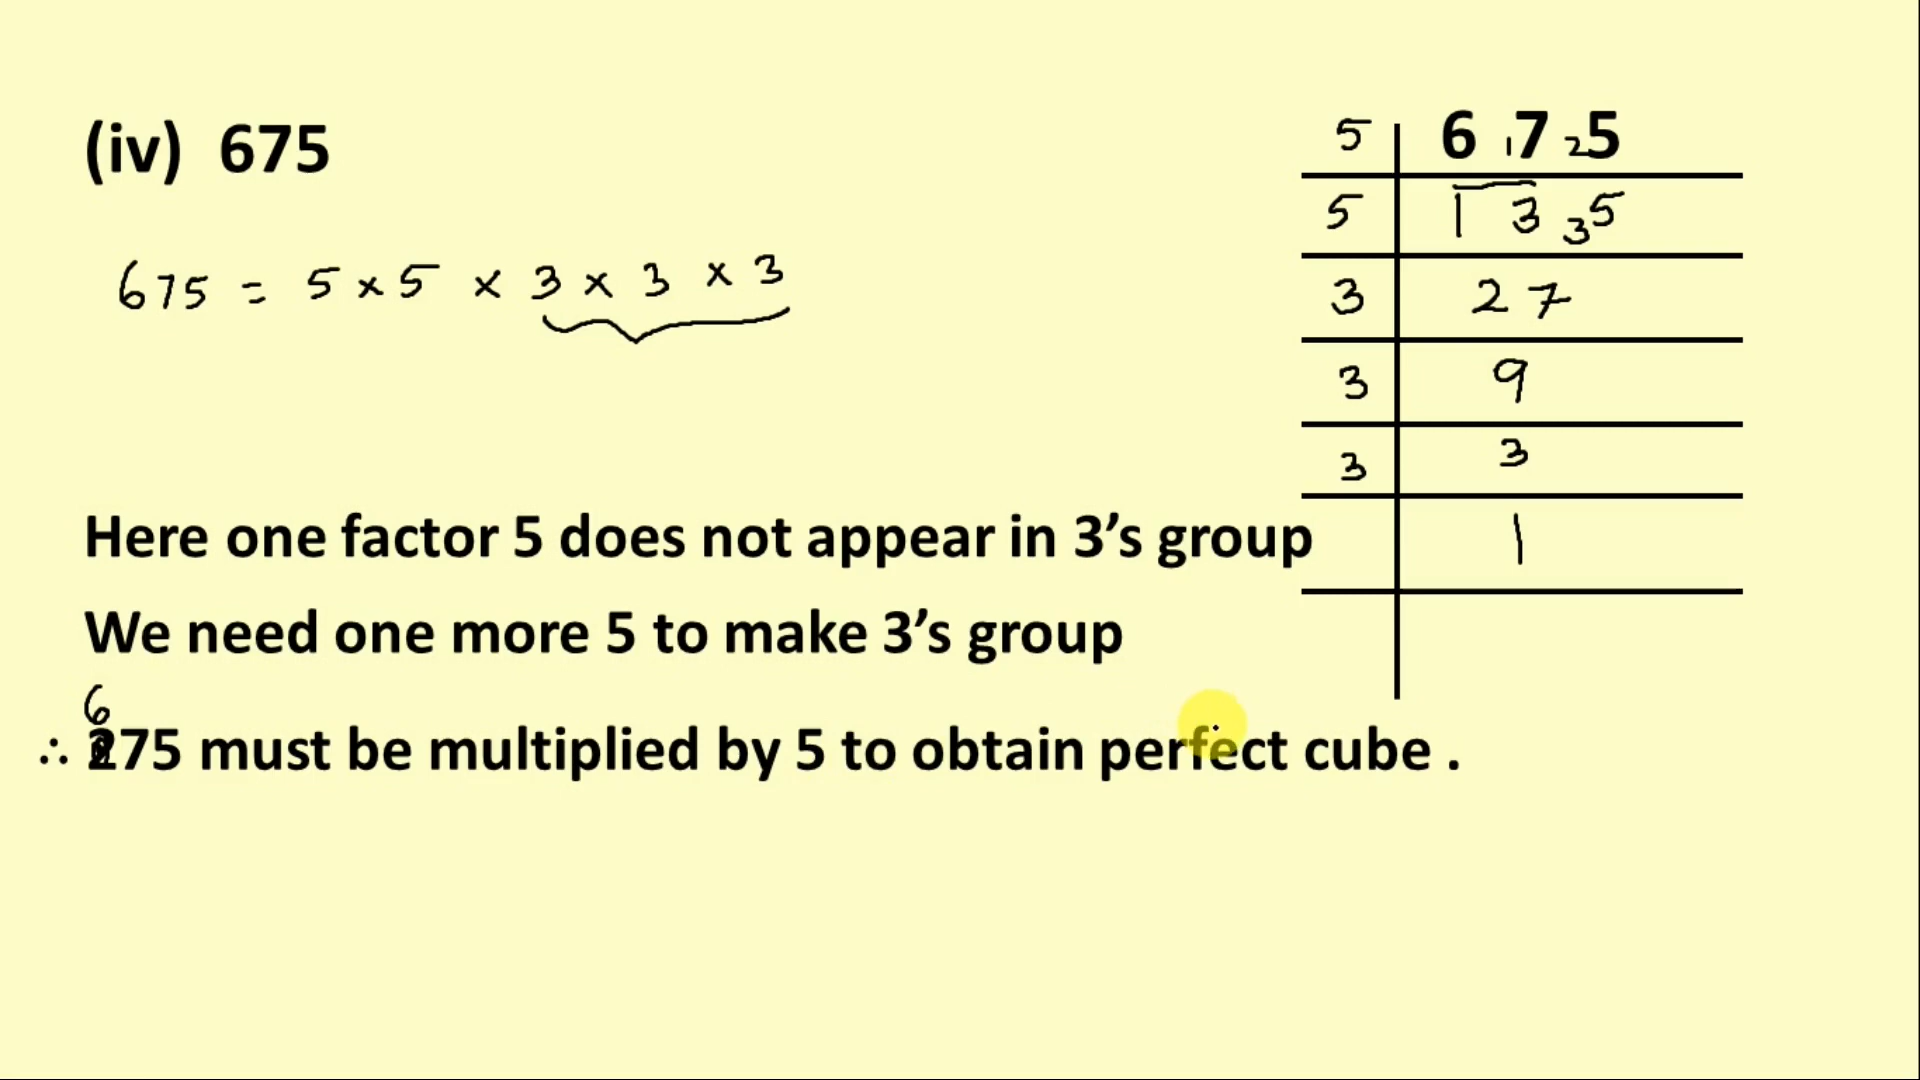 (iv) 675
675 = 5 × 5 × 3 × 3 × 3
5 | 6 1 7 2 5
5 | 1 3 3 5
3 | 2 7
3 | 9
3 | 3
1
Here one factor 5 does not appear in 3’s group
We need one more 5 to make 3’s group
6
∴ 275 must be multiplied by 5 to obtain perfect cube .